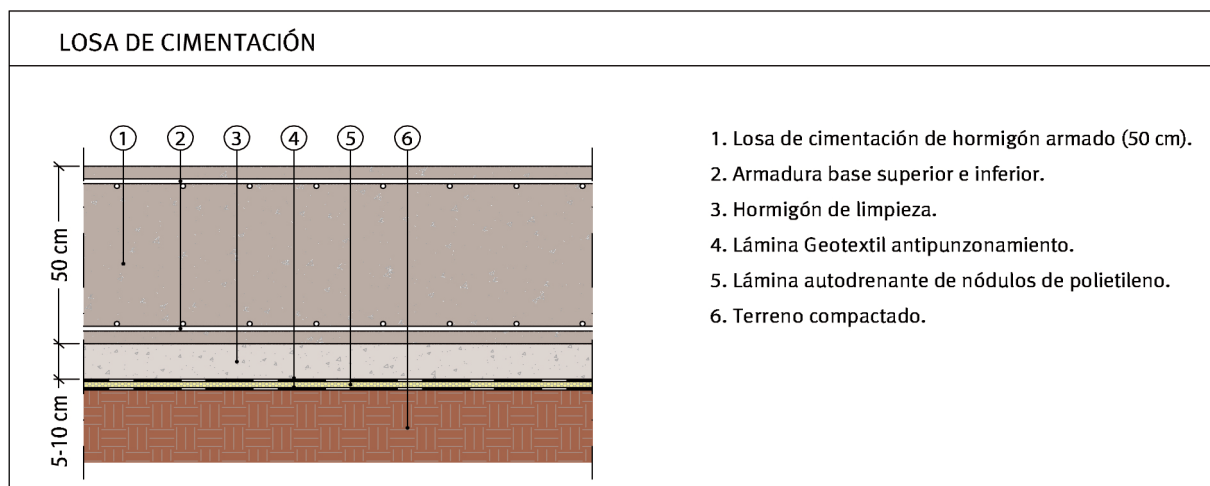 LOSA DE CIMENTACIÓN
1 2 3 4 5 6
50 cm
5-10 cm
1. Losa de cimentación de hormigón armado (50 cm).
2. Armadura base superior e inferior.
3. Hormigón de limpieza.
4. Lámina Geotextil antipunzonamiento.
5. Lámina autodrenante de nódulos de polietileno.
6. Terreno compactado.